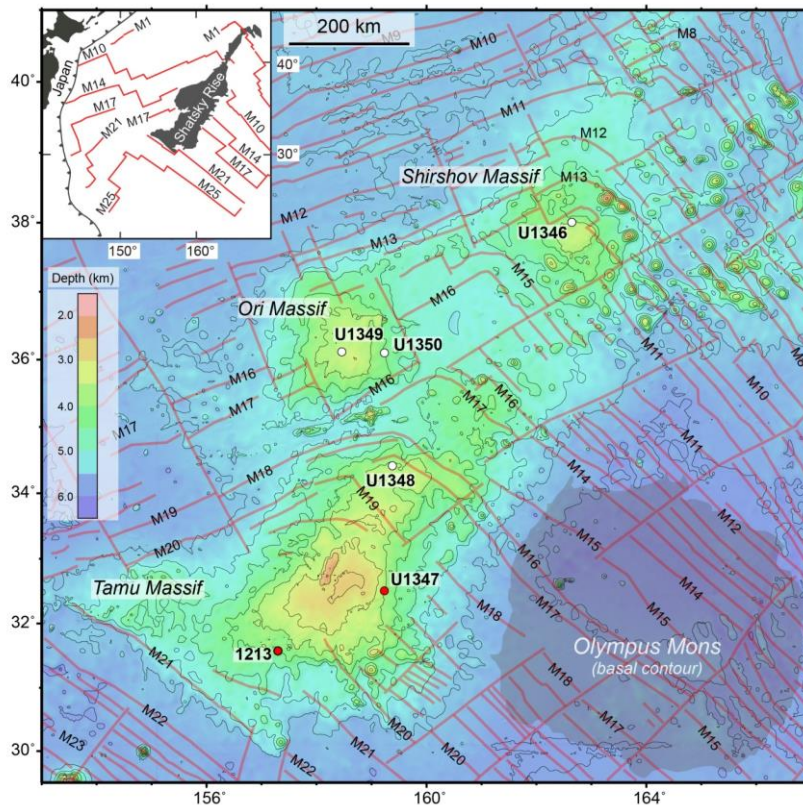 200 km
M1
M1
M10
M14
M17
M21
M17
M25
Japan
Shatsky Rise
M10
M14
M17
M21
M25
40°
30°
150°
160°
M9
M10
M8
M11
M12
Shirshov Massif
M13
U1346
M12
M13
M15
M16
Ori Massif
U1349
U1350
M11
M10
M16
M17
M16
M17
M16
M17
M11
M14
M18
U1348
M19
M12
M19
M20
M15
M14
M16
M15
Tamu Massif
U1347
M17
M18
Olympus Mons
(basal contour)
1213
M21
M18
M17
M15
M20
M20
M21
M22
M22
M23
Depth (km)
2.0
3.0
4.0
5.0
6.0
40°
38°
36°
34°
32°
30°
156°
160°
164°